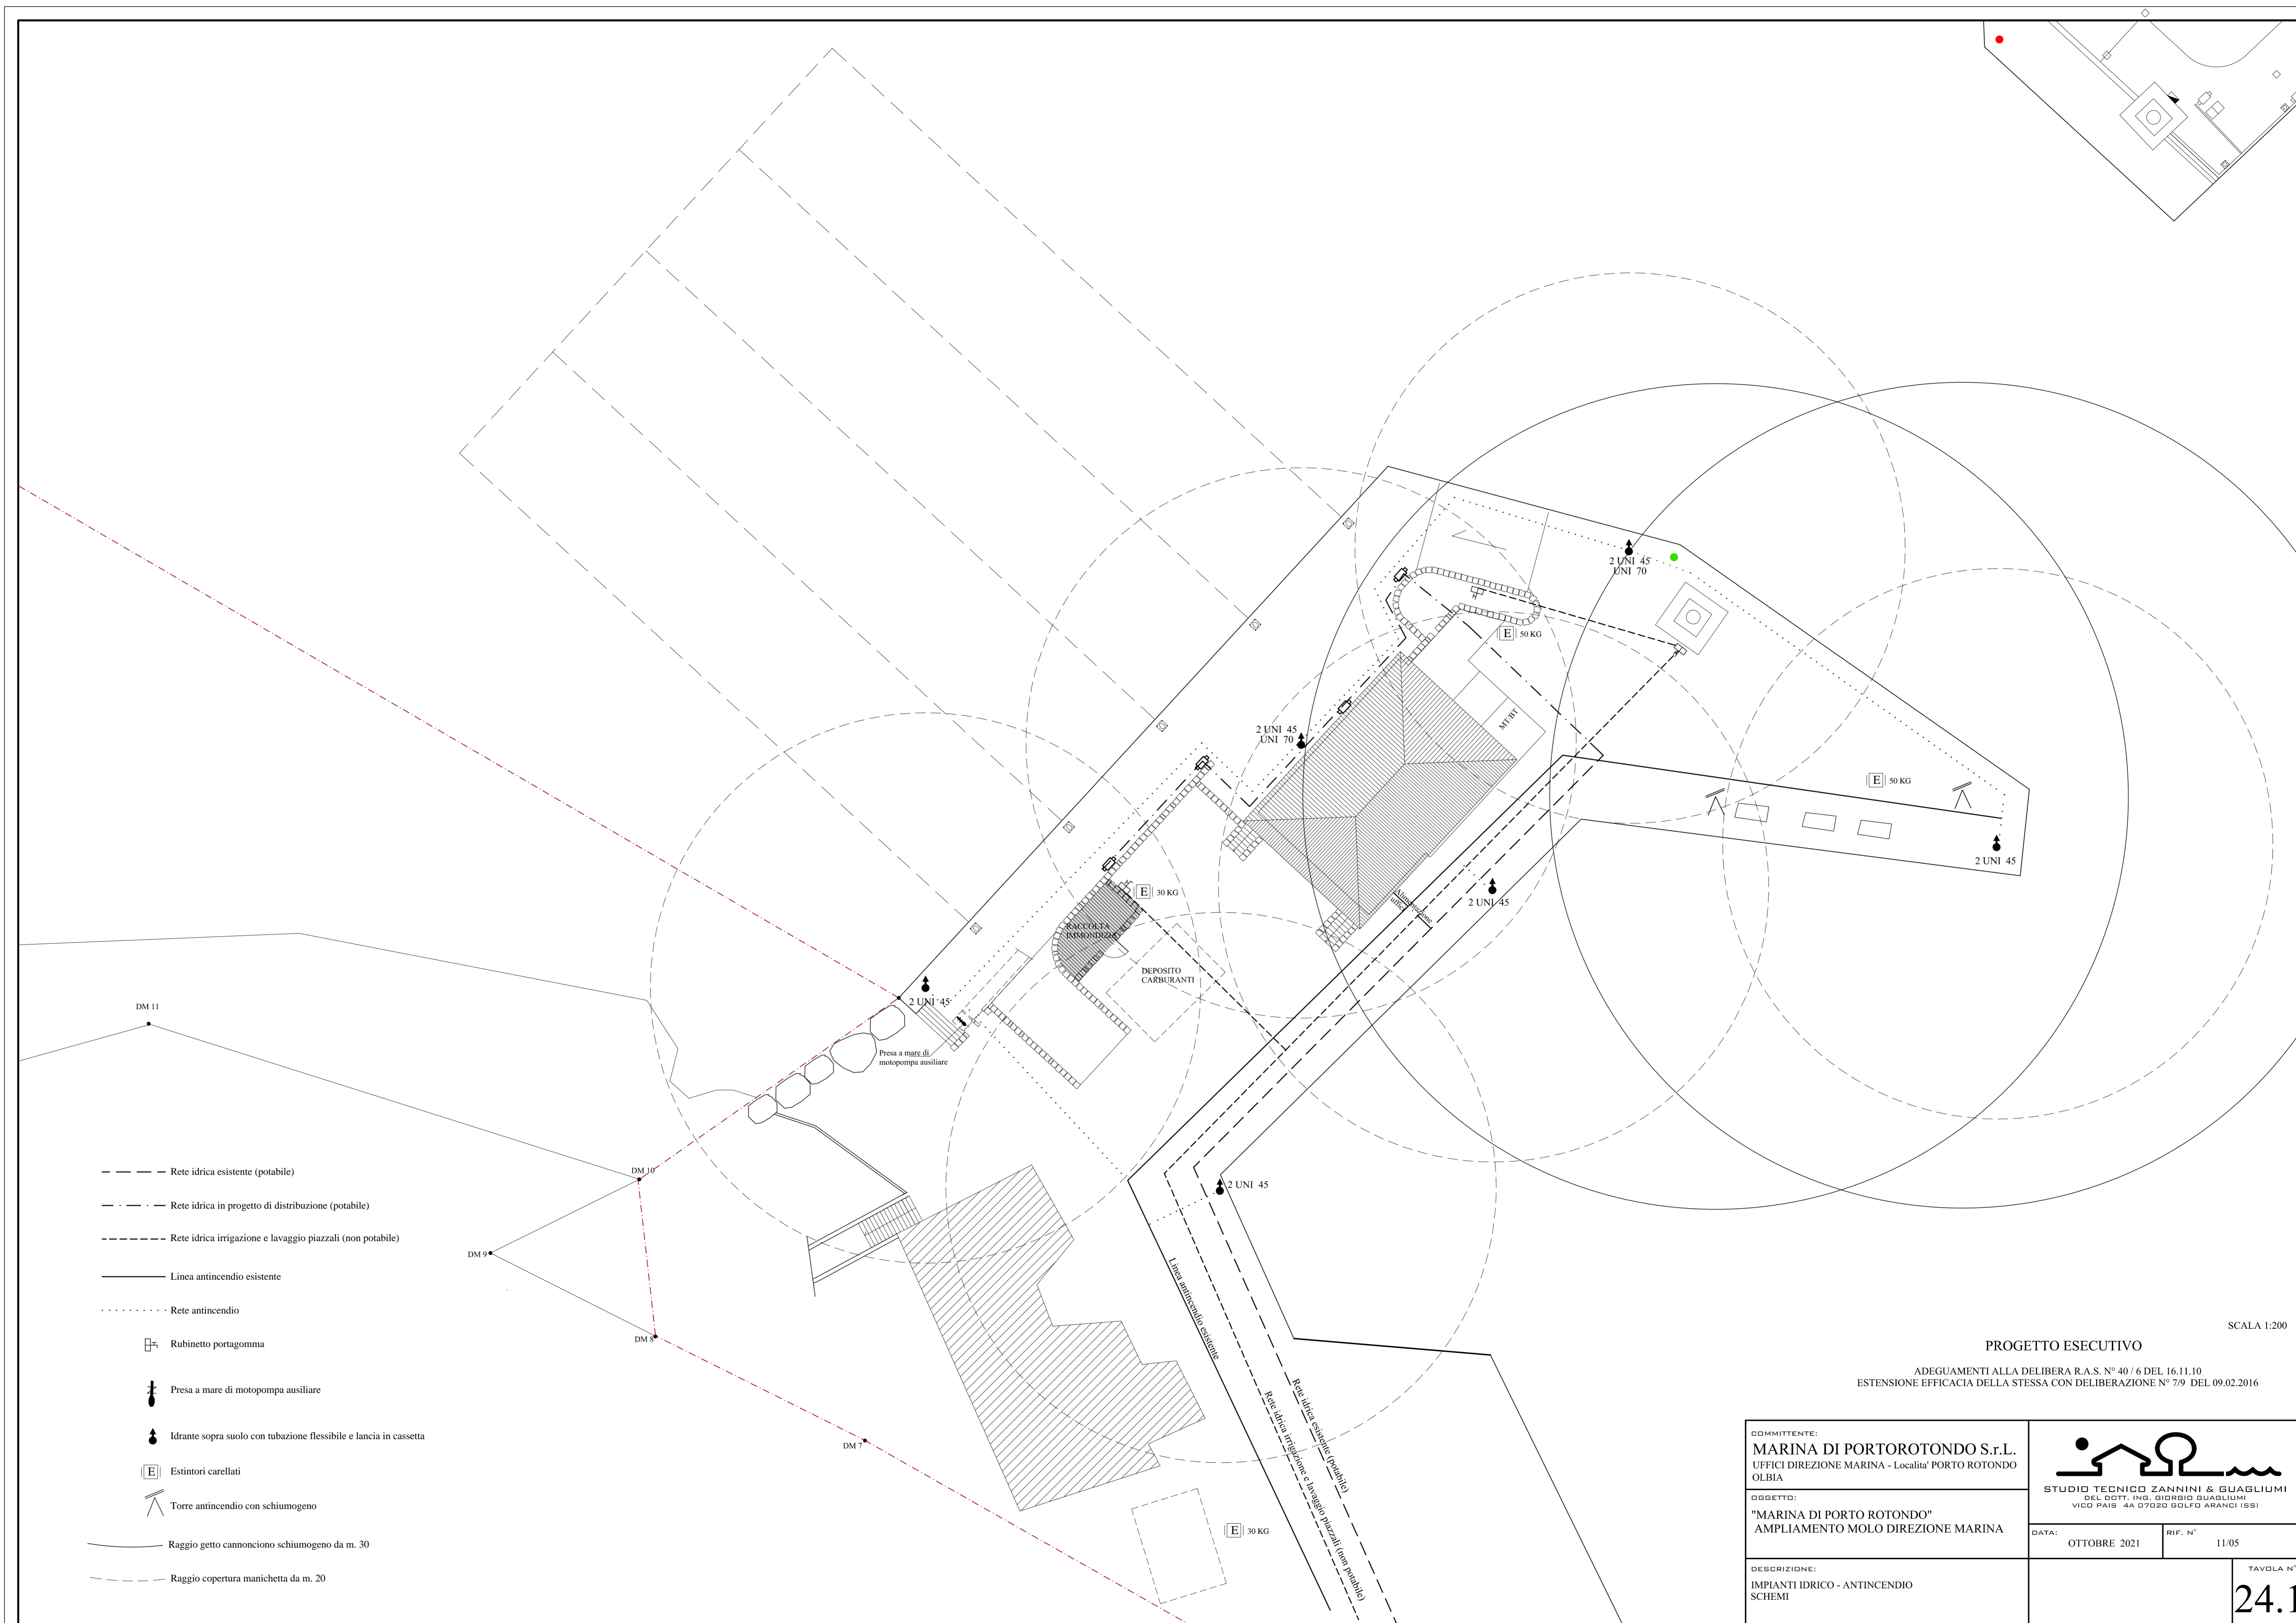 2 UNI 45
UNI 70
E 50 KG
2 UNI 45
UNI 70
MT/BT
E 50 KG
2 UNI 45
E 30 KG
2 UNI 45
Alimentazione
RACCOLTA
IMMONDIZIA
DEPOSITO
CARBURANTI
2 UNI 45
DM 11
Presa a mare di
motopompa ausiliare
DM 10
2 UNI 45
DM 9
DM 8
DM 7
Linea antincendio esistente
Rete idrica irrigazione e lavaggio piazzali (non potabile)
Rete idrica esistente (potabile)
E 30 KG
Rete idrica esistente (potabile)
Rete idrica in progetto di distribuzione (potabile)
Rete idrica irrigazione e lavaggio piazzali (non potabile)
Linea antincendio esistente
Rete antincendio
Rubinetto portagomma
Presa a mare di motopompa ausiliare
Idrante sopra suolo con tubazione flessibile e lancia in cassetta
E Estintori carellati
Torre antincendio con schiumogeno
Raggio getto cannonciono schiumogeno da m. 30
Raggio copertura manichetta da m. 20
SCALA 1:200
PROGETTO ESECUTIVO
ADEGUAMENTI ALLA DELIBERA R.A.S. N° 40 / 6 DEL 16.11.10
ESTENSIONE EFFICACIA DELLA STESSA CON DELIBERAZIONE N° 7/9 DEL 09.02.2016
COMMITTENTE:
MARINA DI PORTOROTONDO S.r.L.
UFFICI DIREZIONE MARINA - Localita' PORTO ROTONDO
OLBIA
STUDIO TECNICO ZANNINI & GUAGLIUMI
DEL DOTT. ING. GIORGIO GUAGLIUMI
VICO PAIS 4A 07020 GOLFO ARANCI (SS)
OGGETTO:
"MARINA DI PORTO ROTONDO"
AMPLIAMENTO MOLO DIREZIONE MARINA
DATA:
OTTOBRE 2021
RIF. N°
11/05
DESCRIZIONE:
IMPIANTI IDRICO - ANTINCENDIO
SCHEMI
TAVOLA N°
24.1